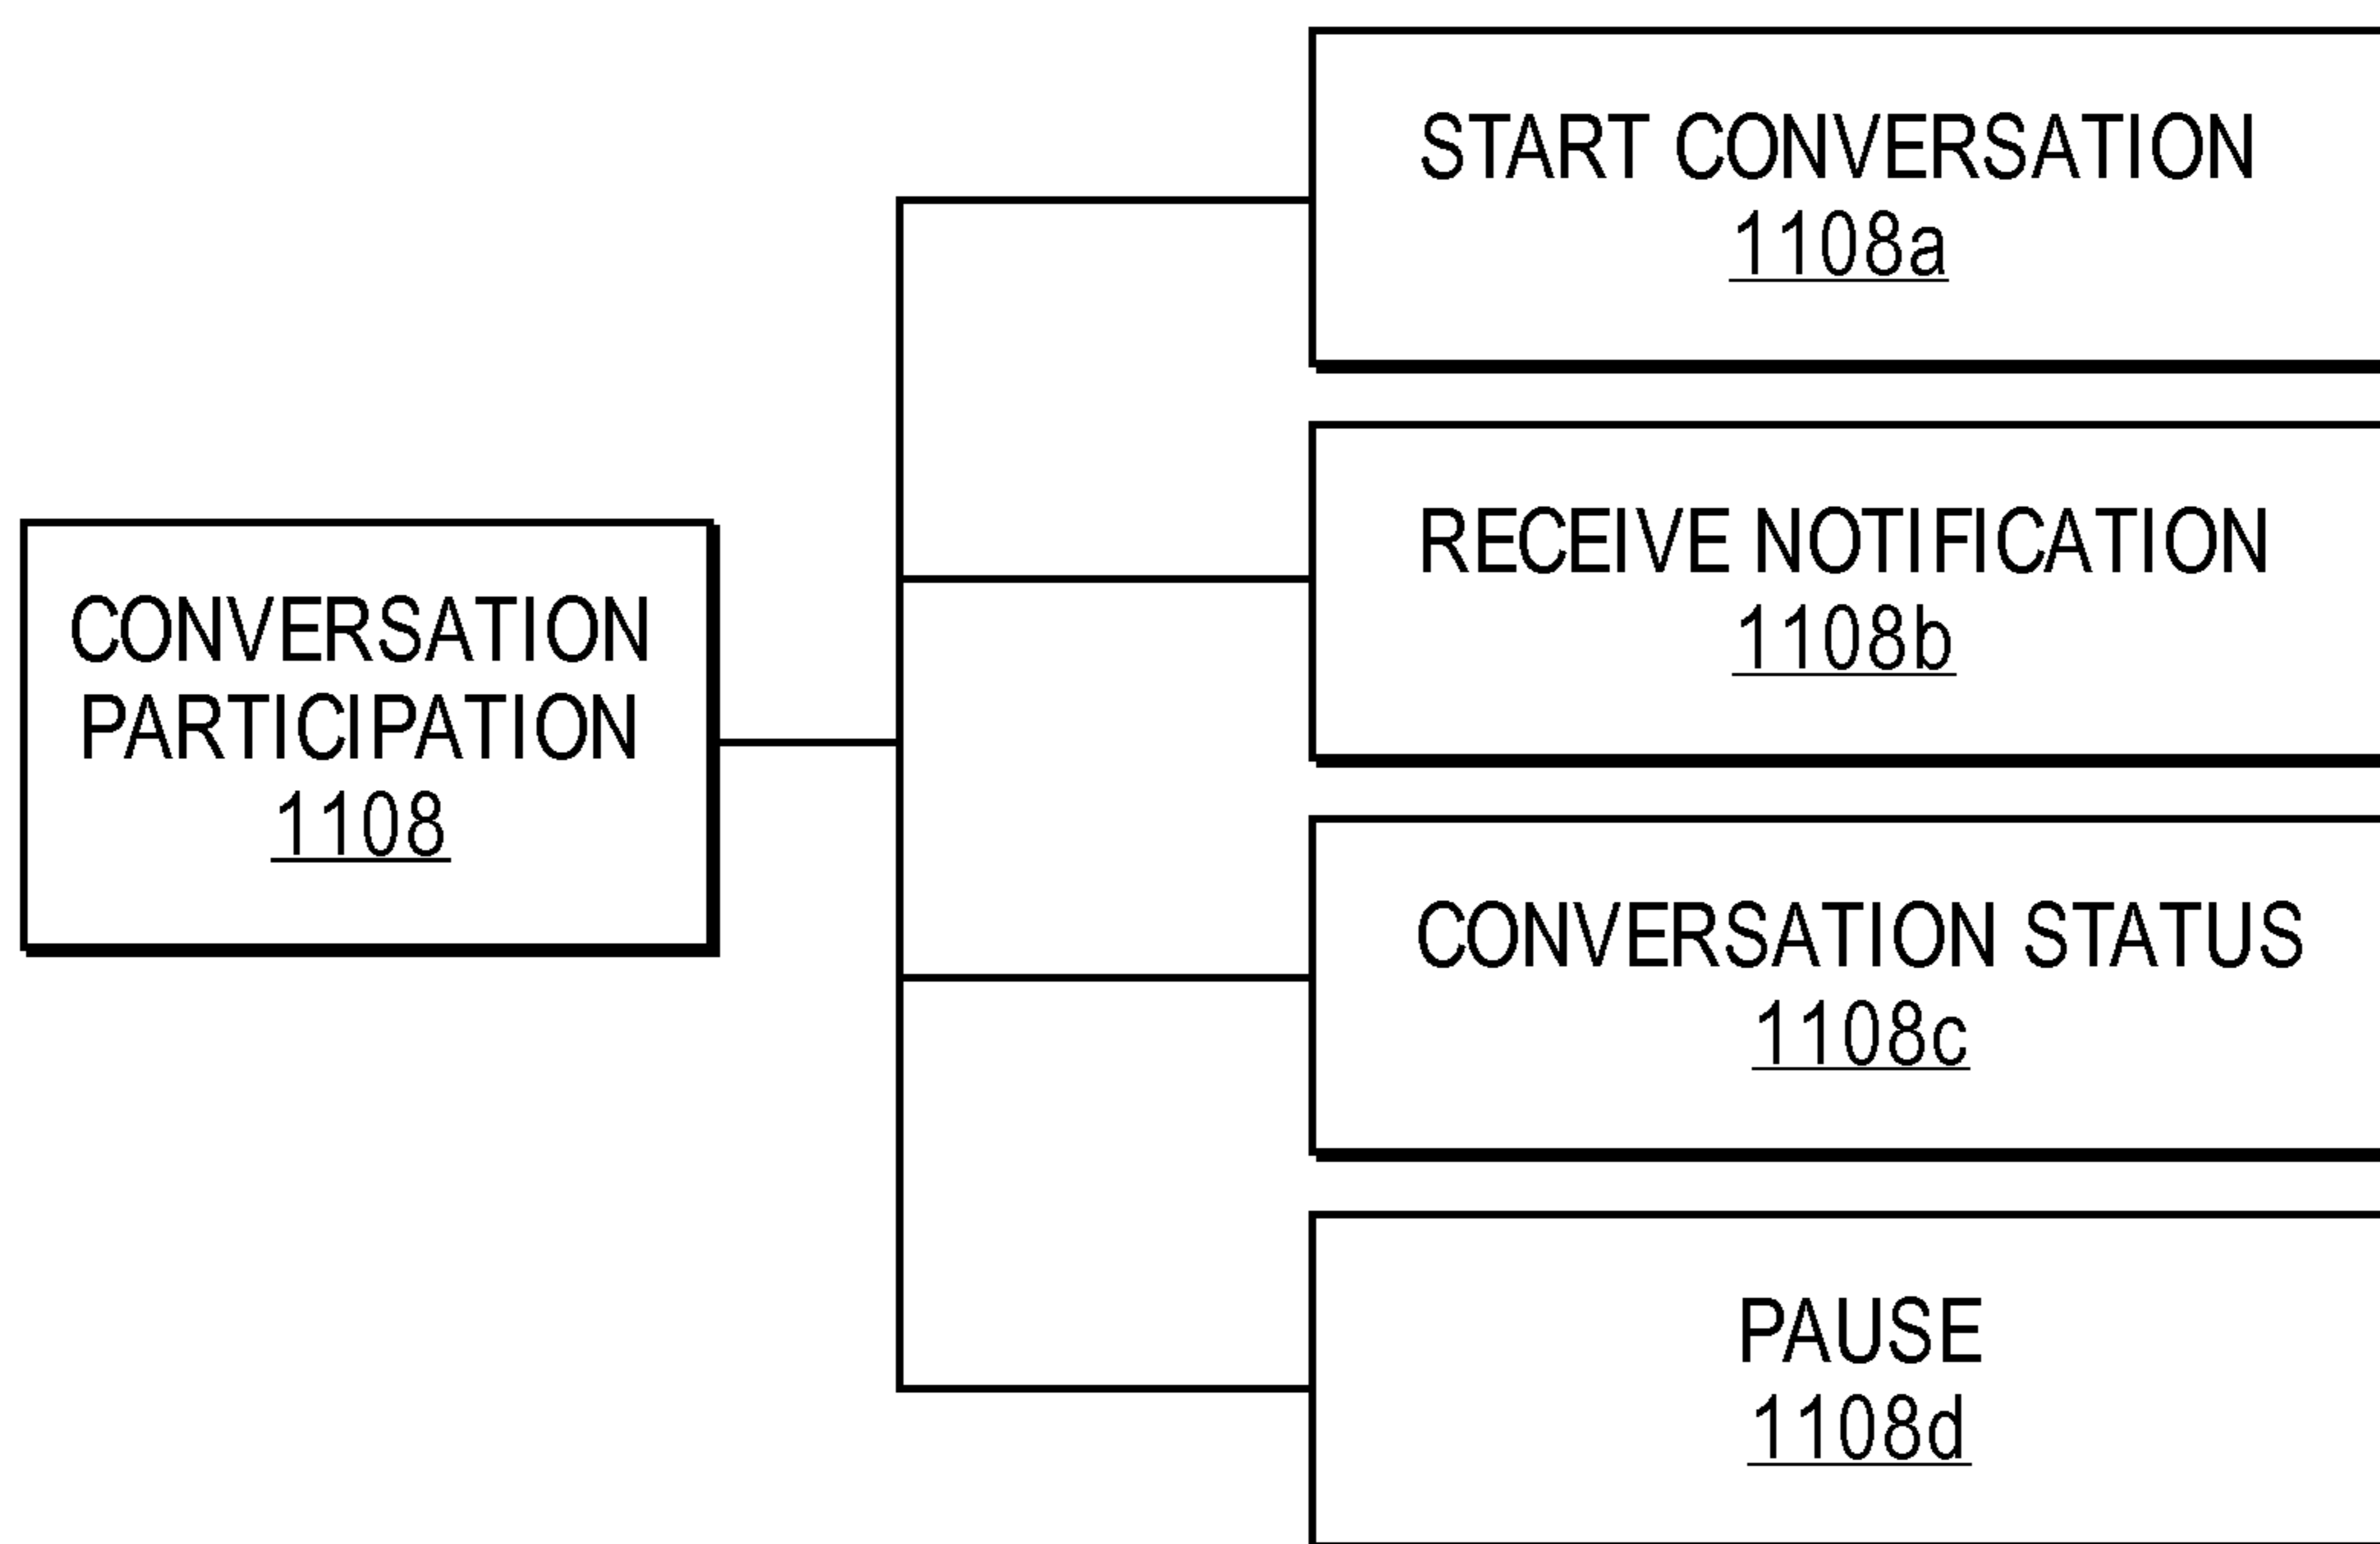 START CONVERSATION
1108a
RECEIVE NOTIFICATION
1108b
CONVERSATION
PARTICIPATION
1108
CONVERSATION STATUS
1108c
PAUSE
1108d